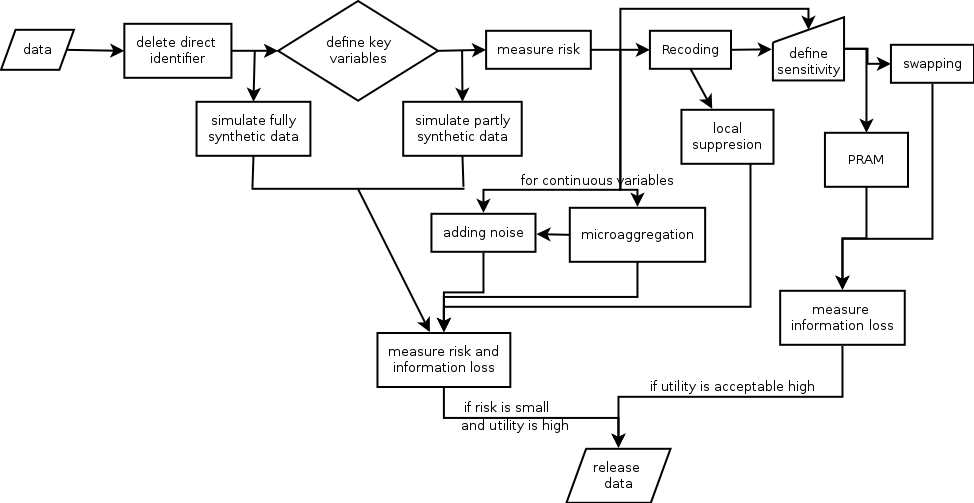 data
delete direct
identifier
define key
variables
measure risk
Recoding
define
sensitivity
swapping
simulate fully
synthetic data
simulate partly
synthetic data
local
suppresion
PRAM
for continuous variables
adding noise
microaggregation
measure
information loss
measure risk and
information loss
if utility is acceptable high
if risk is small
and utility is high
release
data